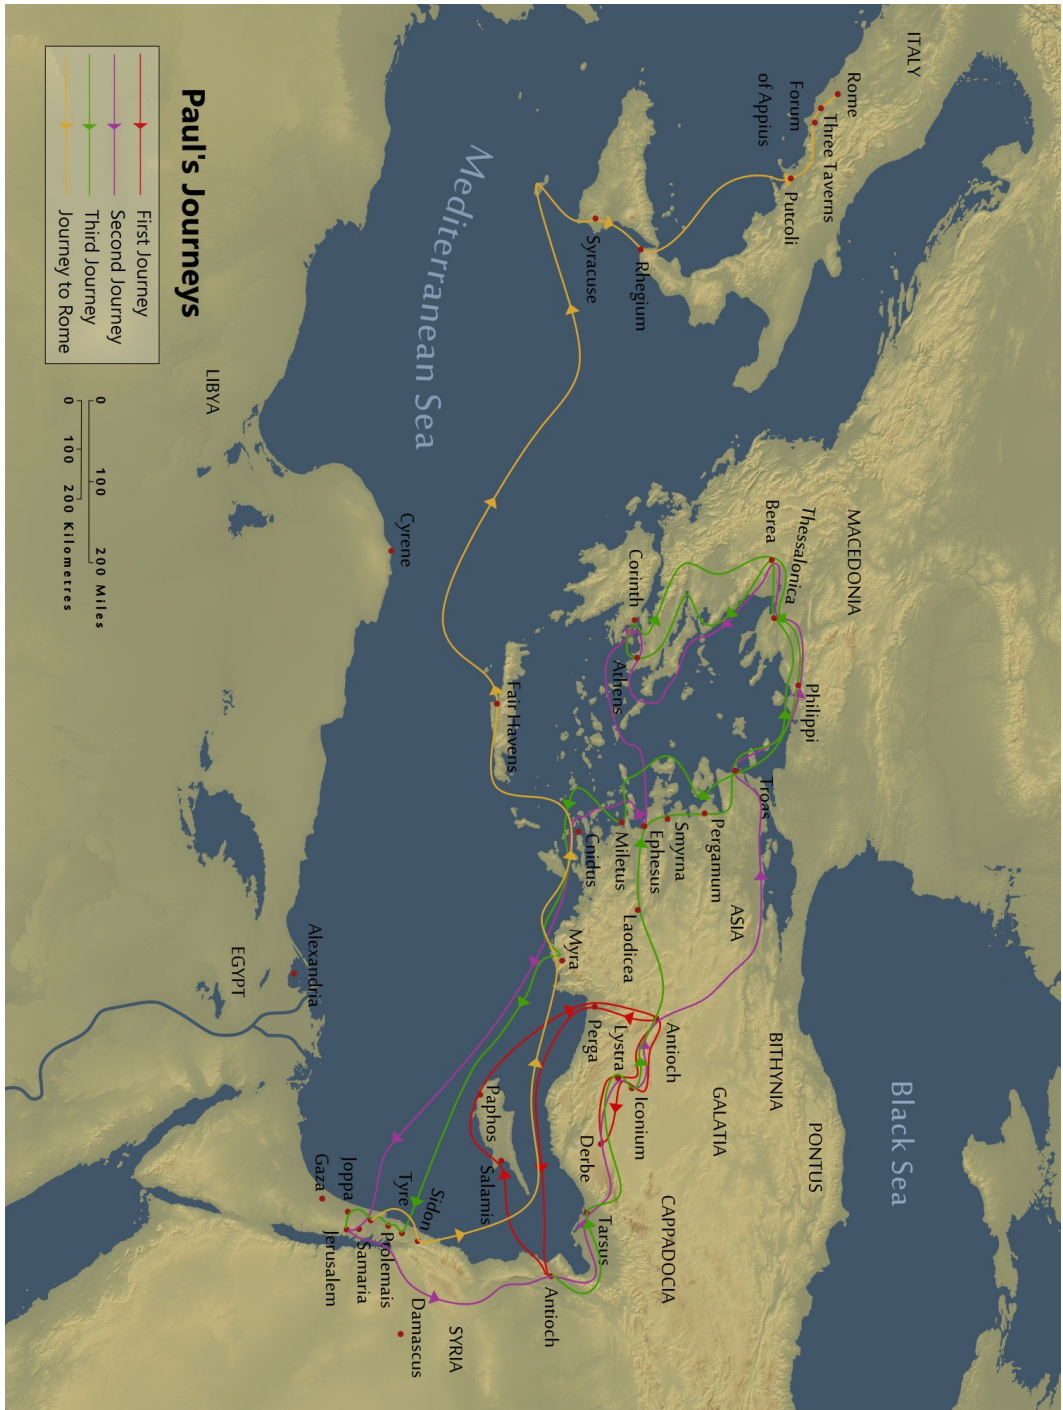 ITALY
Rome
Three Taverns
Forum
of Appius
Putcoli
Rhegium
Syracuse
Mediterranean Sea
MACEDONIA
Thessalonica
Berea
Philippi
Corinth
Athens
Troas
Pergamum
Smyrna
Ephesus
Miletus
Cnidus
Fair Havens
ASIA
Laodicea
Myra
Black Sea
BITHYNIA
PONTUS
GALATIA
CAPPADOCIA
Antioch
Iconium
Lystra
Perga
Derbe
Tarsus
Paphos
Salamis
Antioch
SYRIA
Sidon
Tyre
Damascus
Prolemais
Samaria
Joppa
Jerusalem
Gaza
Cyrene
LIBYA
Alexandria
EGYPT
Paul's Journeys
First Journey
Second Journey
Third Journey
Journey to Rome
0 100 200 Miles
0 100 200 Kilometres